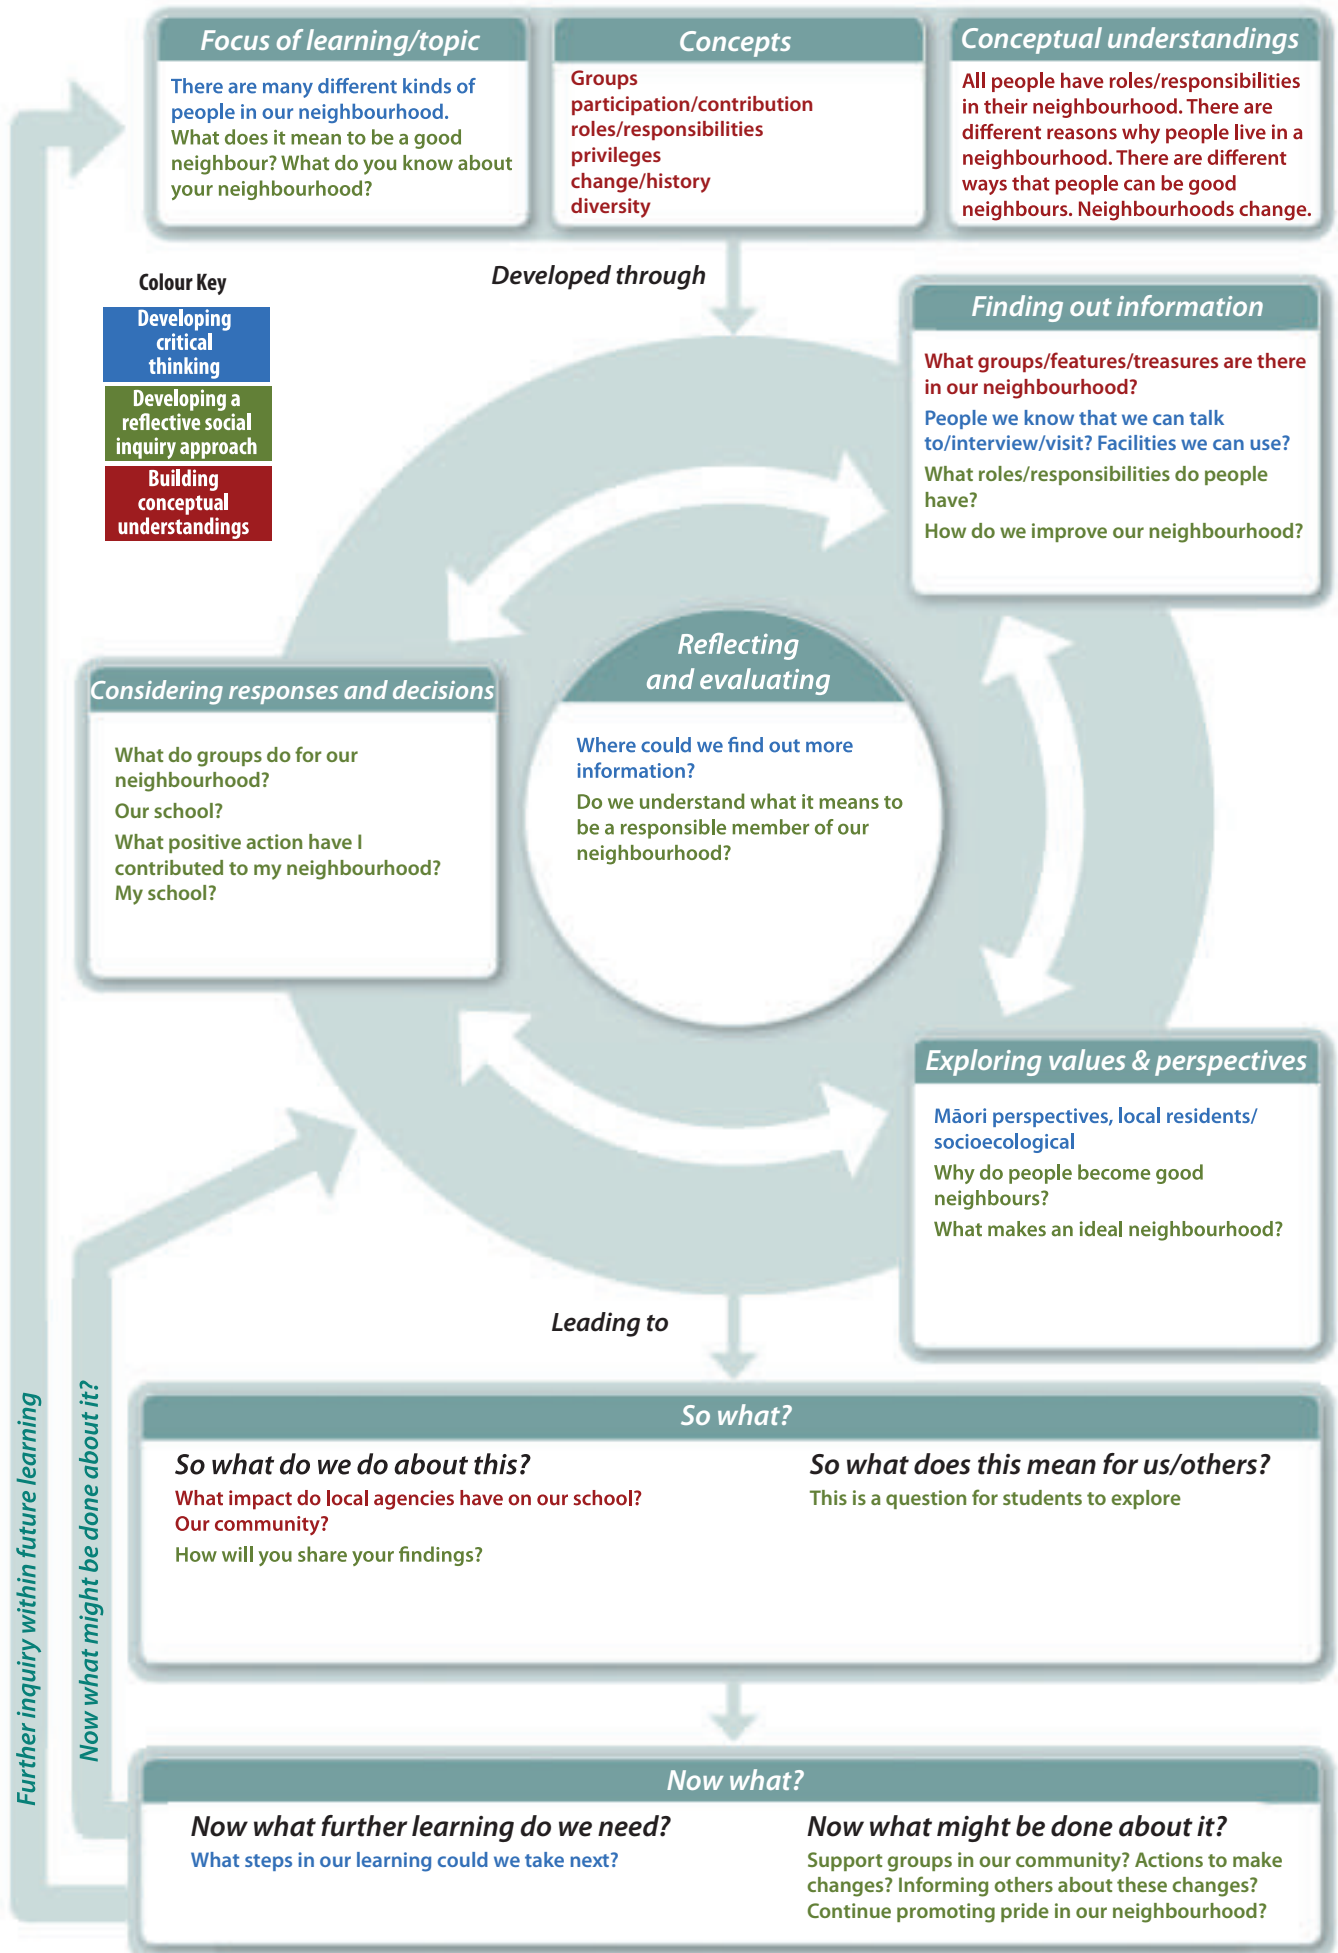 Focus of learning/topic
There are many different kinds of
people in our neighbourhood.
What does it mean to be a good
neighbour? What do you know about
your neighbourhood?
Concepts
Groups
participation/contribution
roles/responsibilities
privileges
change/history
diversity
Conceptual understandings
All people have roles/responsibilities
in their neighbourhood. There are
different reasons why people live in a
neighbourhood. There are different
ways that people can be good
neighbours. Neighbourhoods change.
Developed through
Colour Key
Developing
critical
thinking
Developing a
reflective social
inquiry approach
Building
conceptual
understandings
Finding out information
What groups/features/treasures are there
in our neighbourhood?
People we know that we can talk
to/interview/visit? Facilities we can use?
What roles/responsibilities do people
have?
How do we improve our neighbourhood?
Reflecting
and evaluating
Where could we find out more
information?
Do we understand what it means to
be a responsible member of our
neighbourhood?
Considering responses and decisions
What do groups do for our
neighbourhood?
Our school?
What positive action have I
contributed to my neighbourhood?
My school?
Exploring values & perspectives
Māori perspectives, local residents/
socioecological
Why do people become good
neighbours?
What makes an ideal neighbourhood?
Leading to
So what?
So what do we do about this?
What impact do local agencies have on our school?
Our community?
How will you share your findings?
So what does this mean for us/others?
This is a question for students to explore
Now what?
Now what further learning do we need?
What steps in our learning could we take next?
Now what might be done about it?
Support groups in our community? Actions to make
changes? Informing others about these changes?
Continue promoting pride in our neighbourhood?
Further inquiry within future learning
Now what might be done about it?